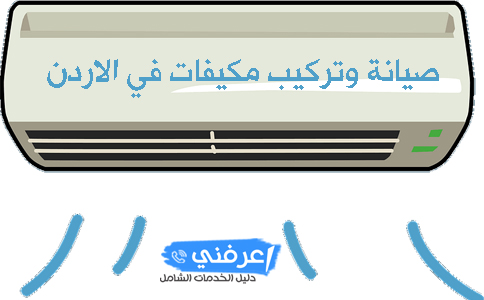 صيانة وتركيب مكيفات في الاردن
اعرفني
دليل الخدمات الشامل